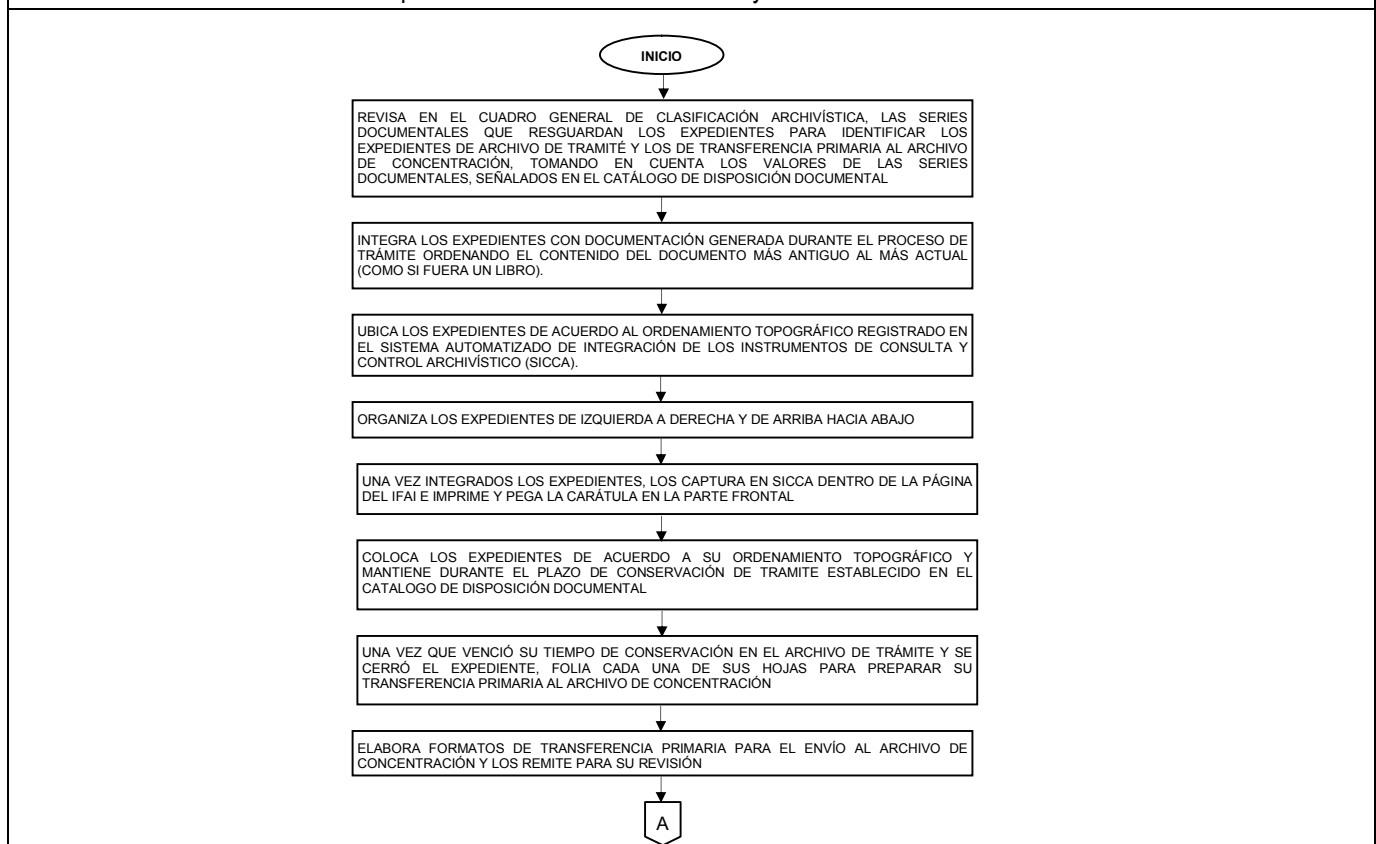 INICIO
REVISA EN EL CUADRO GENERAL DE CLASIFICACIÓN ARCHIVÍSTICA, LAS SERIES
DOCUMENTALES QUE RESGUARDAN LOS EXPEDIENTES PARA IDENTIFICAR LOS
EXPEDIENTES DE ARCHIVO DE TRAMITÉ Y LOS DE TRANSFERENCIA PRIMARIA AL ARCHIVO
DE CONCENTRACIÓN, TOMANDO EN CUENTA LOS VALORES DE LAS SERIES
DOCUMENTALES, SEÑALADOS EN EL CATÁLOGO DE DISPOSICIÓN DOCUMENTAL
INTEGRA LOS EXPEDIENTES CON DOCUMENTACIÓN GENERADA DURANTE EL PROCESO DE
TRÁMITE ORDENANDO EL CONTENIDO DEL DOCUMENTO MÁS ANTIGUO AL MÁS ACTUAL
(COMO SI FUERA UN LIBRO).
UBICA LOS EXPEDIENTES DE ACUERDO AL ORDENAMIENTO TOPOGRÁFICO REGISTRADO EN
EL SISTEMA AUTOMATIZADO DE INTEGRACIÓN DE LOS INSTRUMENTOS DE CONSULTA Y
CONTROL ARCHIVÍSTICO (SICCA).
ORGANIZA LOS EXPEDIENTES DE IZQUIERDA A DERECHA Y DE ARRIBA HACIA ABAJO
UNA VEZ INTEGRADOS LOS EXPEDIENTES, LOS CAPTURA EN SICCA DENTRO DE LA PÁGINA
DEL IFAI E IMPRIME Y PEGA LA CARÁTULA EN LA PARTE FRONTAL
COLOCA LOS EXPEDIENTES DE ACUERDO A SU ORDENAMIENTO TOPOGRÁFICO Y
MANTIENE DURANTE EL PLAZO DE CONSERVACIÓN DE TRAMITE ESTABLECIDO EN EL
CATALOGO DE DISPOSICIÓN DOCUMENTAL
UNA VEZ QUE VENCIÓ SU TIEMPO DE CONSERVACIÓN EN EL ARCHIVO DE TRÁMITE Y SE
CERRÓ EL EXPEDIENTE, FOLIA CADA UNA DE SUS HOJAS PARA PREPARAR SU
TRANSFERENCIA PRIMARIA AL ARCHIVO DE CONCENTRACIÓN
ELABORA FORMATOS DE TRANSFERENCIA PRIMARIA PARA EL ENVÍO AL ARCHIVO DE
CONCENTRACIÓN Y LOS REMITE PARA SU REVISIÓN
A